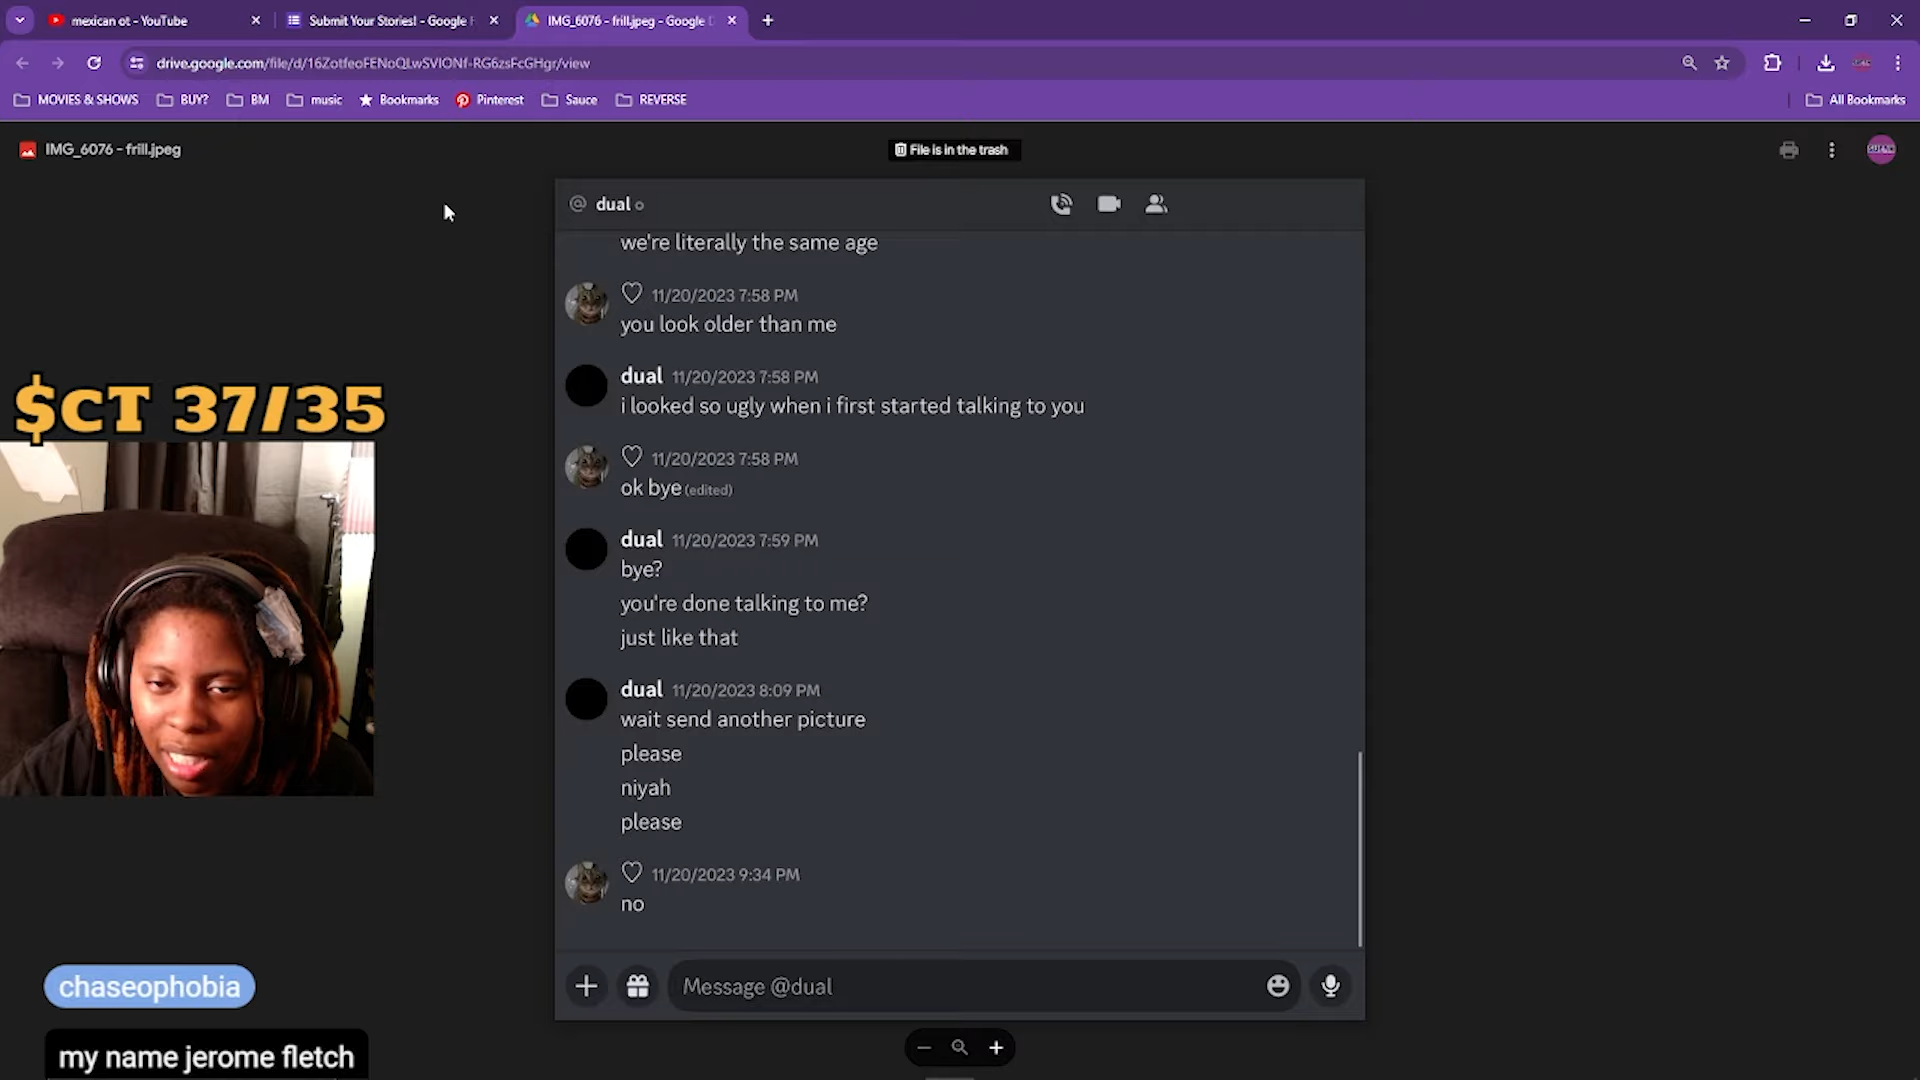 mexican ot - YouTube
Submit Your Stories! - Google F
IMG_6076 - frill.jpeg - Google D
drive.google.com/file/d/16ZotfeoFENoQLwSVIONf-RG6zsFcGHgr/view
MOVIES & SHOWS
BUY?
BM
music
Bookmarks
Pinterest
Sauce
REVERSE
All Bookmarks
IMG_6076 - frill.jpeg
File is in the trash
@ dual
we're literally the same age
11/20/2023 7:58 PM
you look older than me
dual 11/20/2023 7:58 PM
i looked so ugly when i first started talking to you
11/20/2023 7:58 PM
ok bye (edited)
dual 11/20/2023 7:59 PM
bye?
you're done talking to me?
just like that
dual 11/20/2023 8:09 PM
wait send another picture
please
niyah
please
11/20/2023 9:34 PM
no
Message @dual
$CT 37/35
chaseophobia
my name jerome fletch